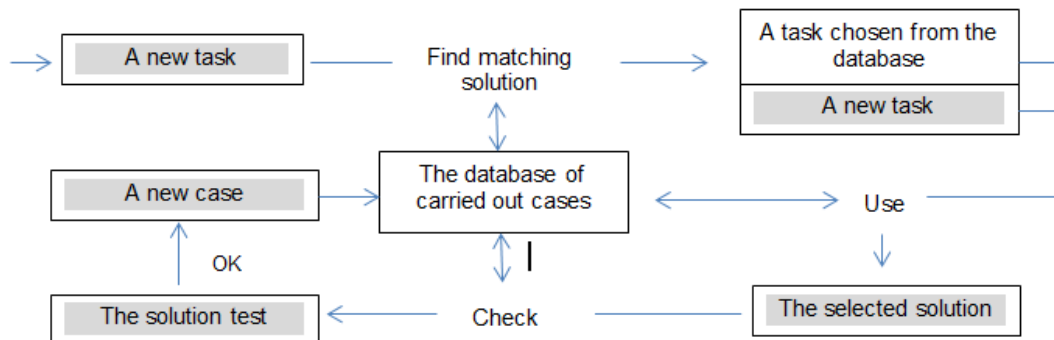 A new task
Find matching
solution
A task chosen from the
database
A new task
A new case
The database of
carried out cases
Use
OK
The solution test
Check
The selected solution